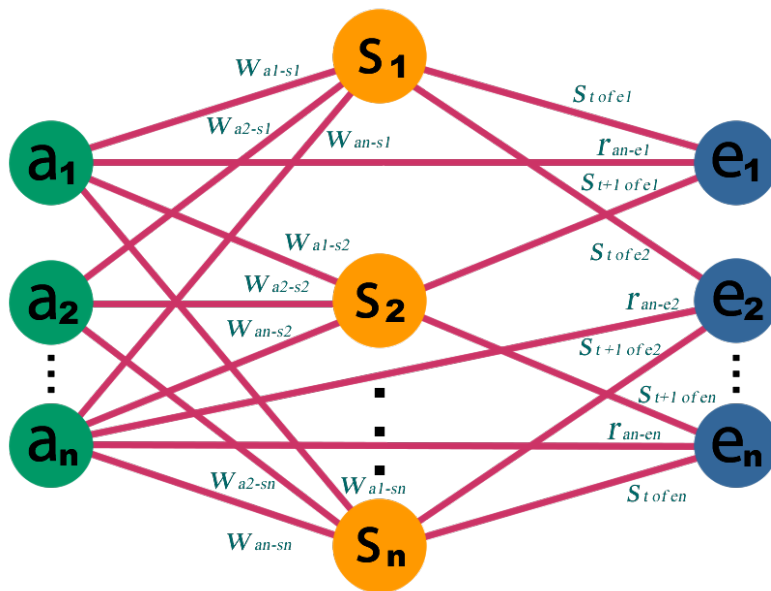 s1
wa1-s1
st of e1
wa2-s1
wan-s1
ran-e1
a1
e1
st+1 of e1
wa1-s2
st of e2
wa2-s2
a2
s2
ran-e2
e2
wan-s2
st+1 of e2
st+1 of en
an
ran-en
en
wa2-sn
wa1-sn
st of en
wan-sn
sn